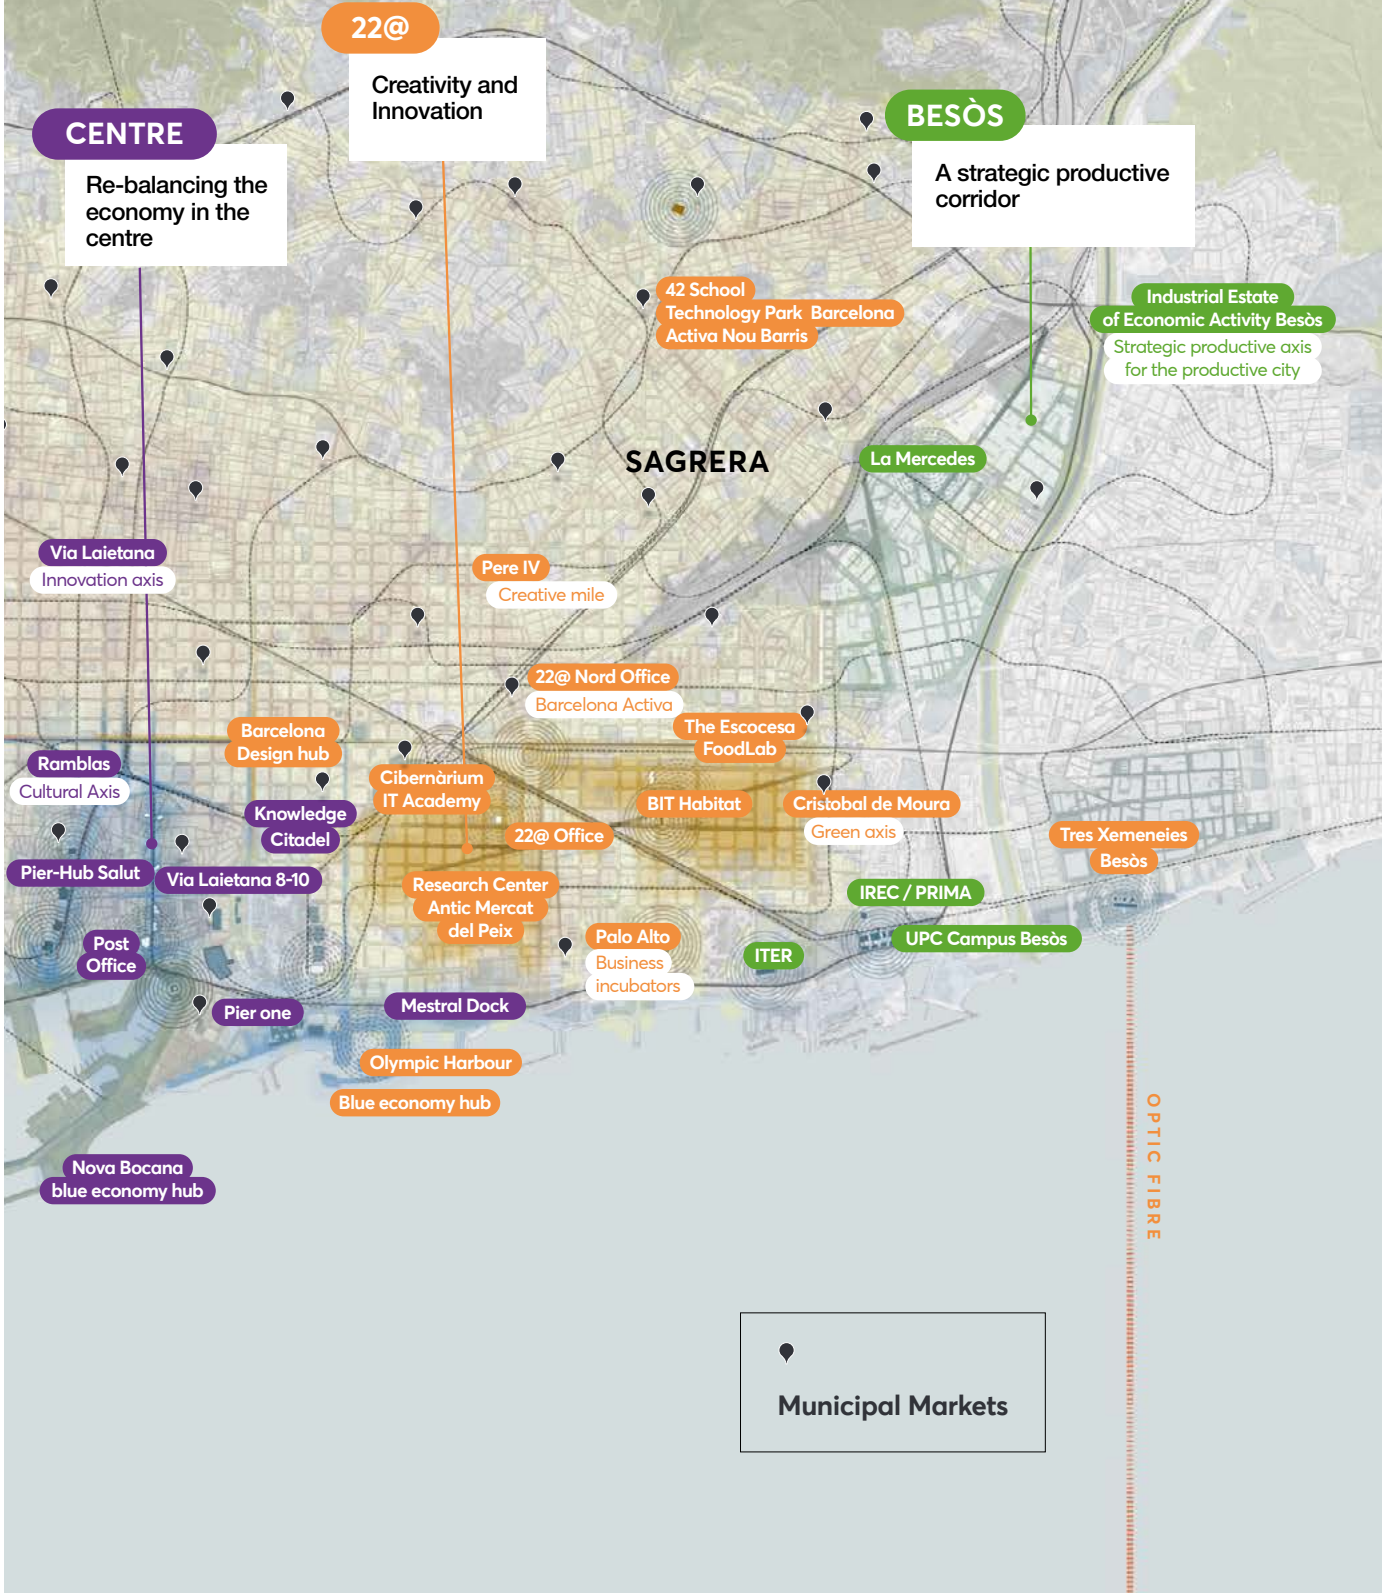 22@
Creativity and
Innovation
CENTRE
Re-balancing the
economy in the
centre
BESÒS
A strategic productive
corridor
42 School
Technology Park Barcelona
Activa Nou Barris
Industrial Estate
of Economic Activity Besòs
Strategic productive axis
for the productive city
SAGRERA
La Mercedes
Via Laietana
Innovation axis
Pere IV
Creative mile
22@ Nord Office
Barcelona Activa
Barcelona
Design hub
The Escocesa
FoodLab
Ramblas
Cultural Axis
Cibernàrium
IT Academy
Knowledge
Citadel
BIT Habitat
Cristobal de Moura
Green axis
22@ Office
Tres Xemeneies
Besòs
Pier-Hub Salut
Via Laietana 8-10
Research Center
Antic Mercat
del Peix
IREC / PRIMA
Post
Office
Palo Alto
Business
incubators
ITER
UPC Campus Besòs
Pier one
Mestral Dock
Olympic Harbour
Blue economy hub
OPTIC FIBRE
Nova Bocana
blue economy hub
Municipal Markets